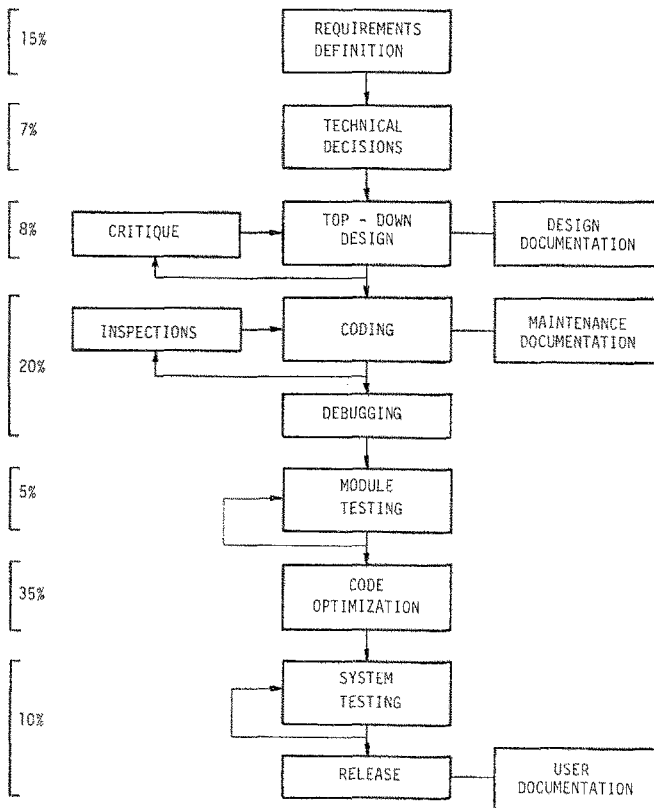 15%
REQUIREMENTS
DEFINITION
7%
TECHNICAL
DECISIONS
8%
CRITIQUE
TOP - DOWN
DESIGN
DESIGN
DOCUMENTATION
20%
INSPECTIONS
CODING
MAINTENANCE
DOCUMENTATION
DEBUGGING
5%
MODULE
TESTING
35%
CODE
OPTIMIZATION
10%
SYSTEM
TESTING
RELEASE
USER
DOCUMENTATION